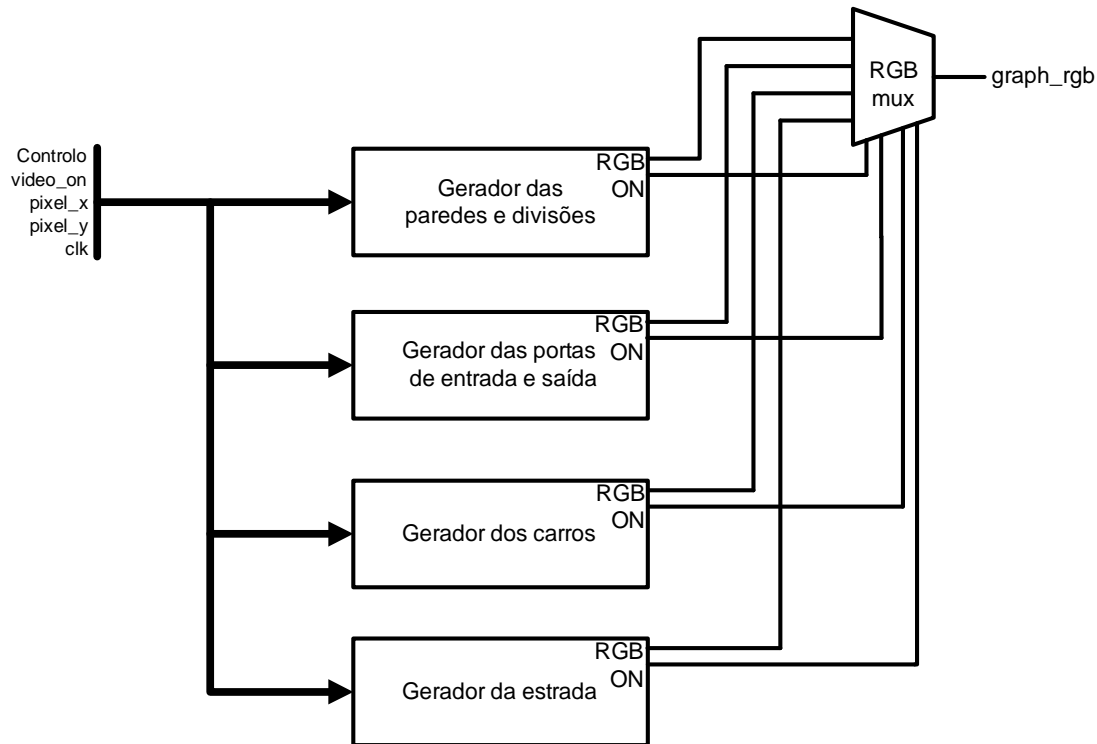 RGB
mux
graph_rgb
Controlo
video_on
pixel_x
pixel_y
clk
RGB
ON
Gerador das
paredes e divisões
RGB
ON
Gerador das portas
de entrada e saída
RGB
ON
Gerador dos carros
RGB
ON
Gerador da estrada